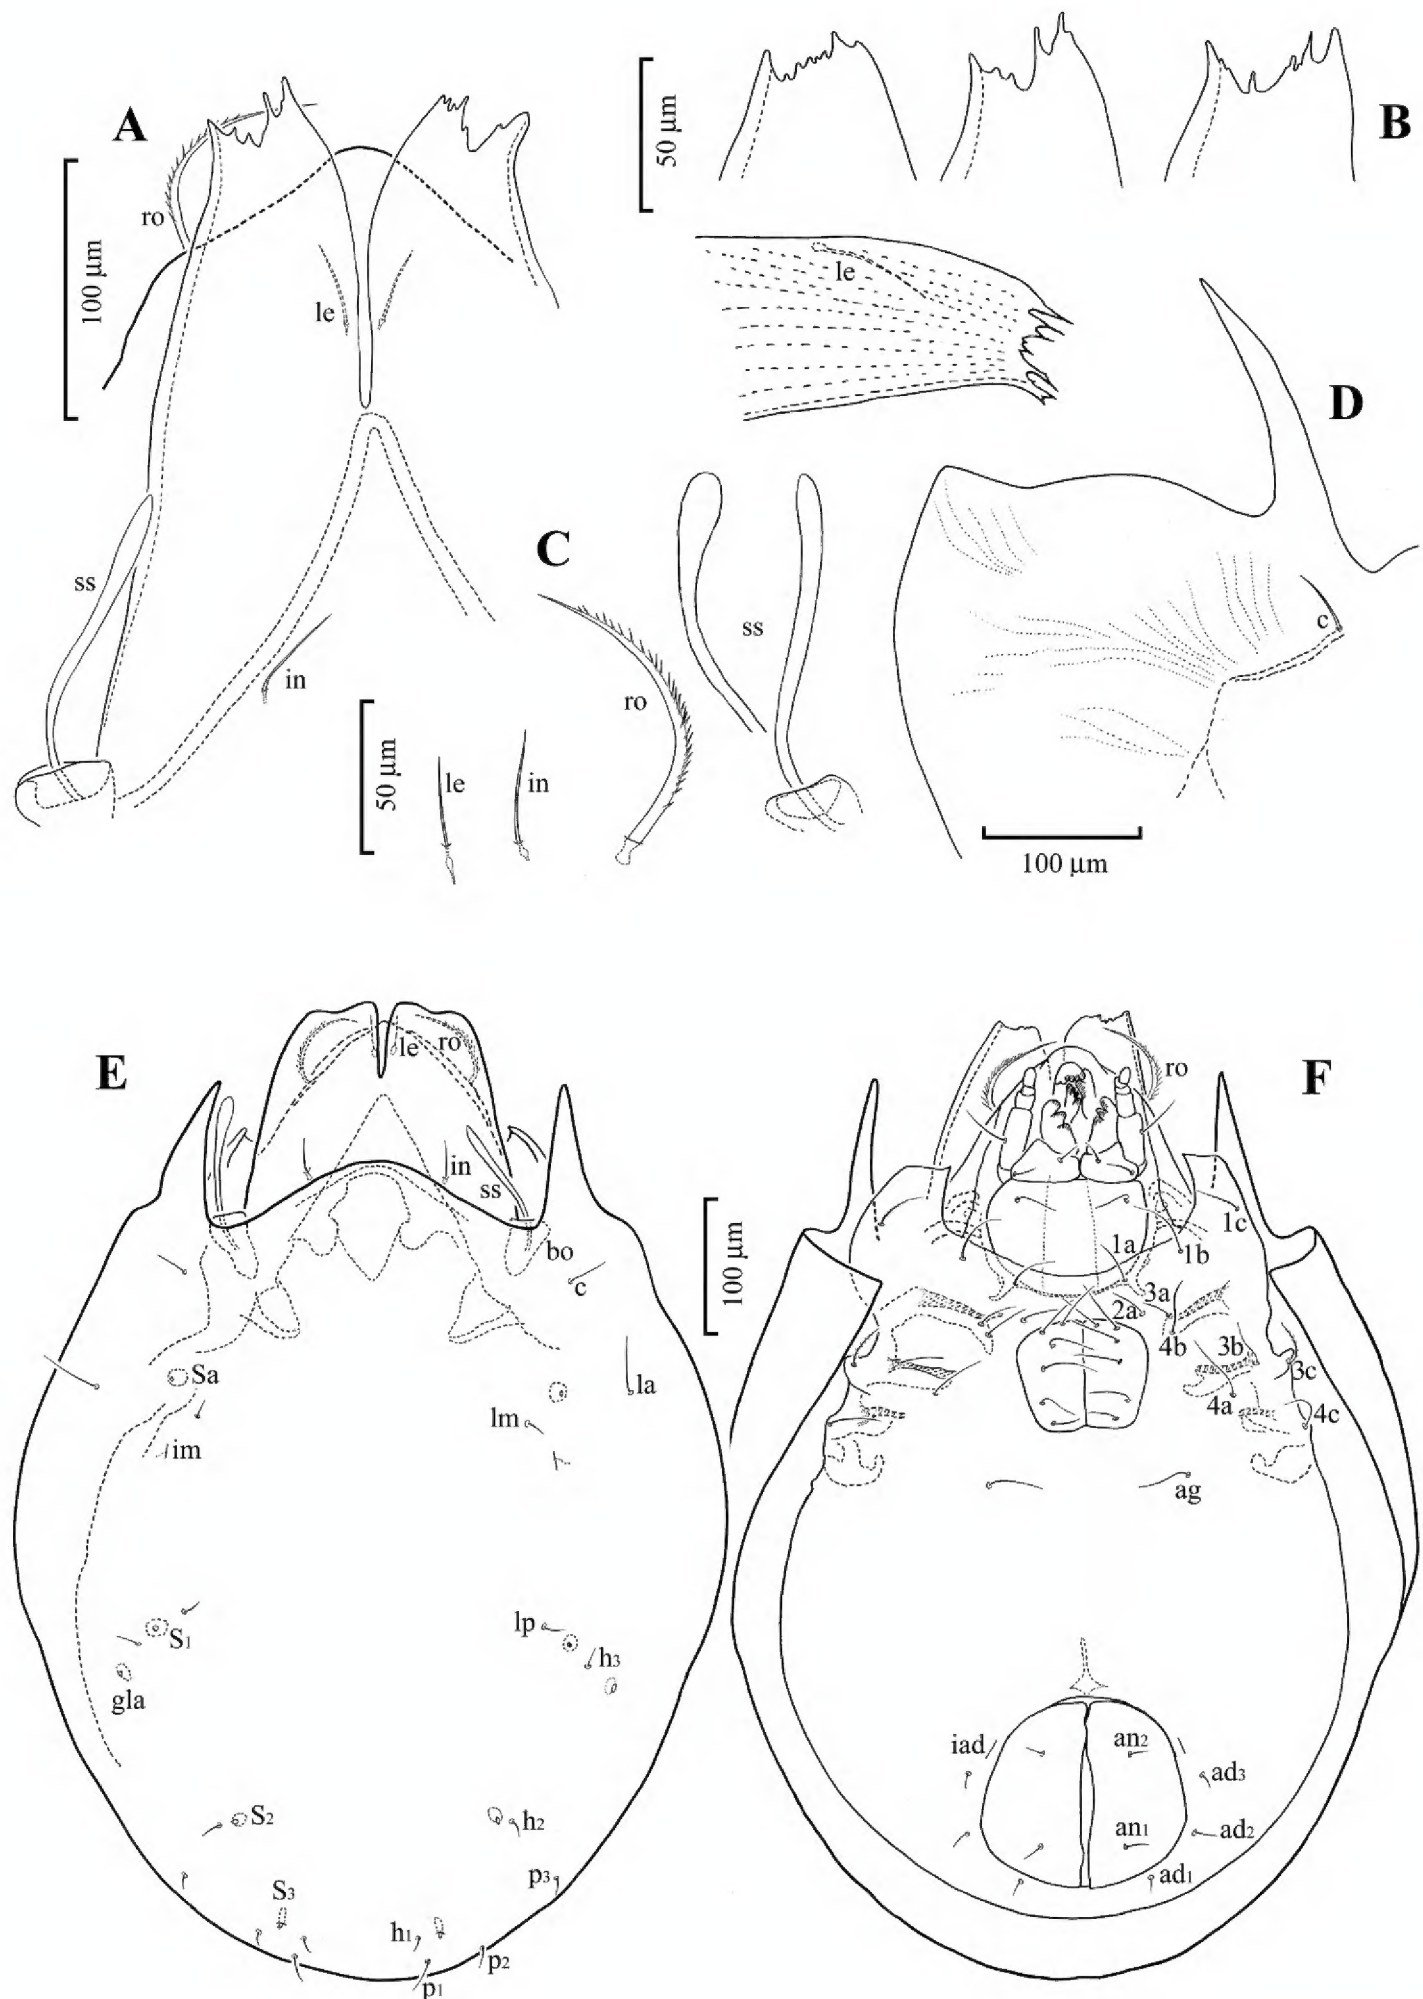 A
100 µm
ro
le
ss
in
50 µm
B
le
C
50 µm
le
in
ro
ss
D
c
100 µm
E
le
ro
in
ss
bo
c
Sa
la
lm
im
lp
S1
h3
gla
S2
h2
p3
S3
h1
p2
p1
F
ro
100 µm
1c
1b
1a
3a
2a
4b
3b
3c
4a
4c
ag
iad
an2
ad3
an1
ad2
ad1